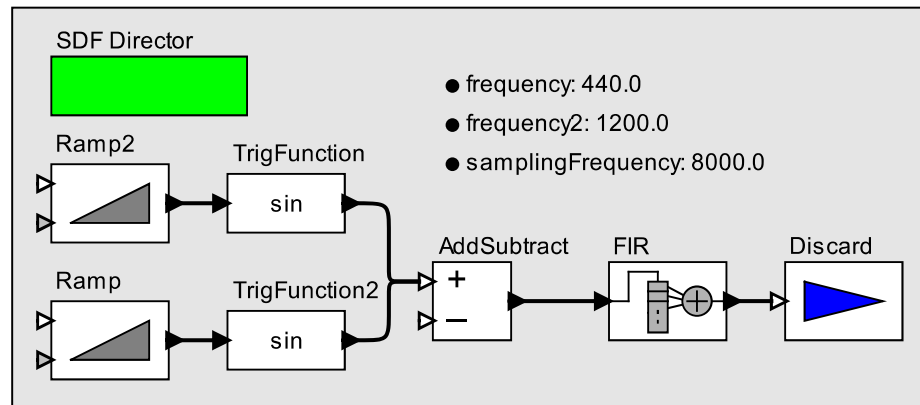 SDF Director
● frequency: 440.0
● frequency2: 1200.0
● samplingFrequency: 8000.0
Ramp2
TrigFunction
sin
AddSubtract
FIR
Discard
+
−
Ramp
TrigFunction2
sin